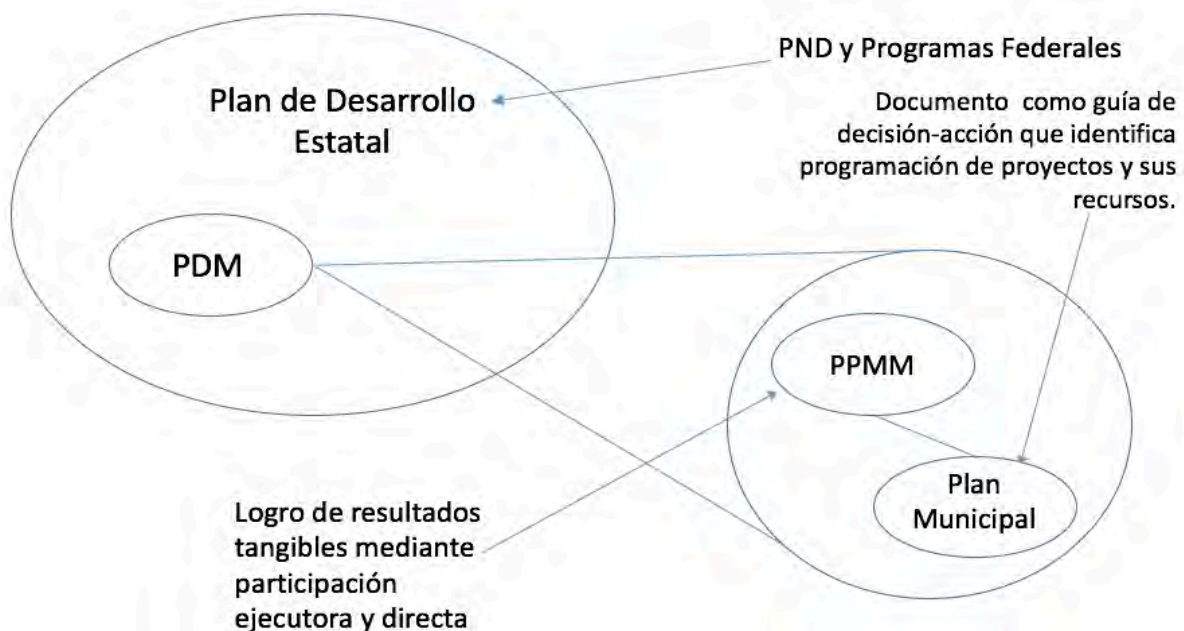 PND y Programas Federales
Plan de Desarrollo
Estatal
Documento como guía de
decisión-acción que identifica
programación de proyectos y sus
recursos.
PDM
PPMM
Plan
Municipal
Logro de resultados
tangibles mediante
participación
ejecutora y directa